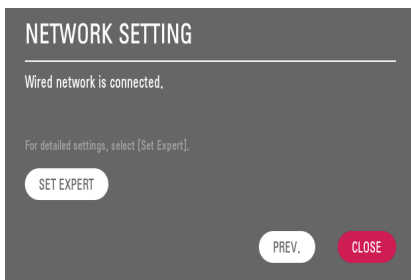 NETWORK SETTING
Wired network is connected.
For detailed settings, select [Set Expert].
SET EXPERT
PREV. CLOSE